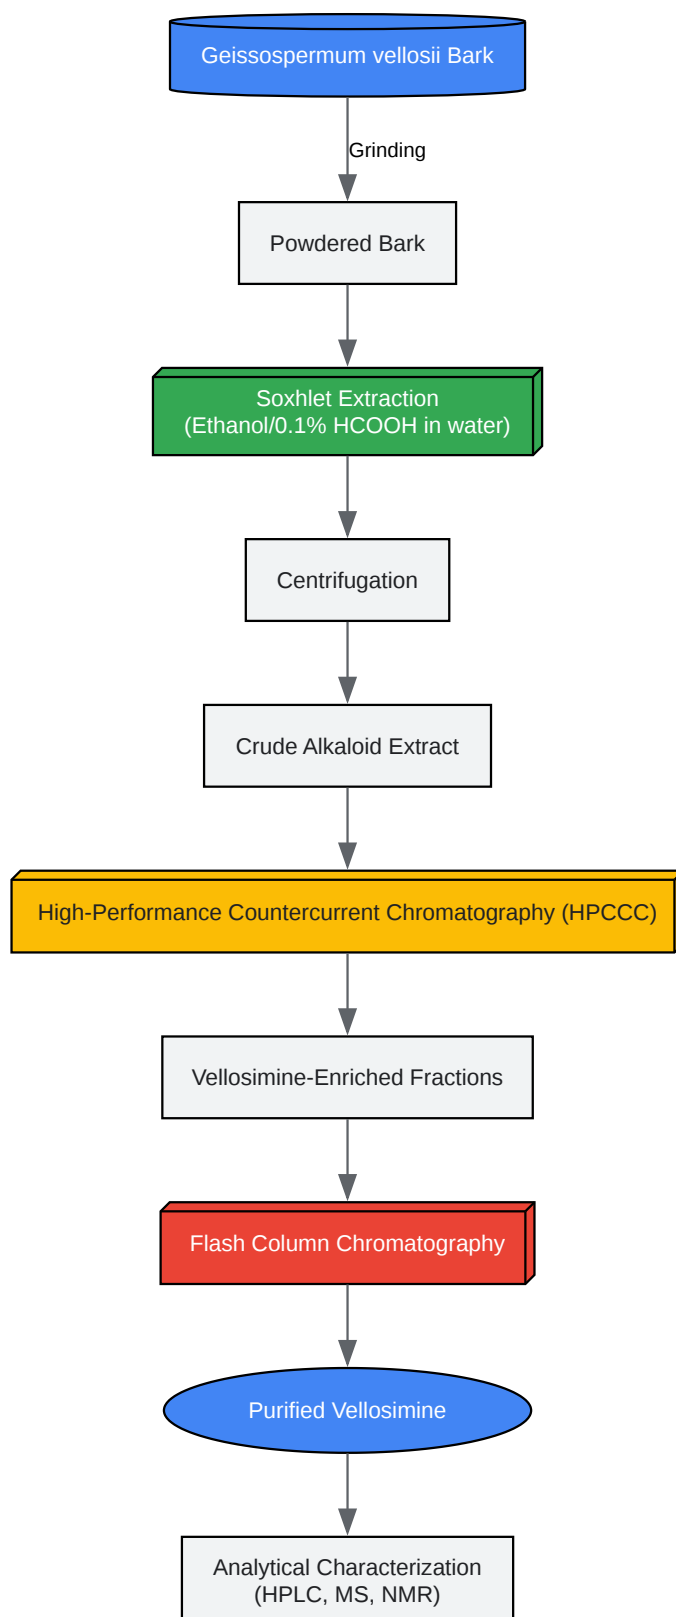 Geissospermum vellosii Bark
Grinding
Powdered Bark
Soxhlet Extraction
(Ethanol/0.1% HCOOH in water)
Centrifugation
Crude Alkaloid Extract
High-Performance Countercurrent Chromatography (HPCCC)
Vellosimine-Enriched Fractions
Flash Column Chromatography
Purified Vellosimine
Analytical Characterization
(HPLC, MS, NMR)